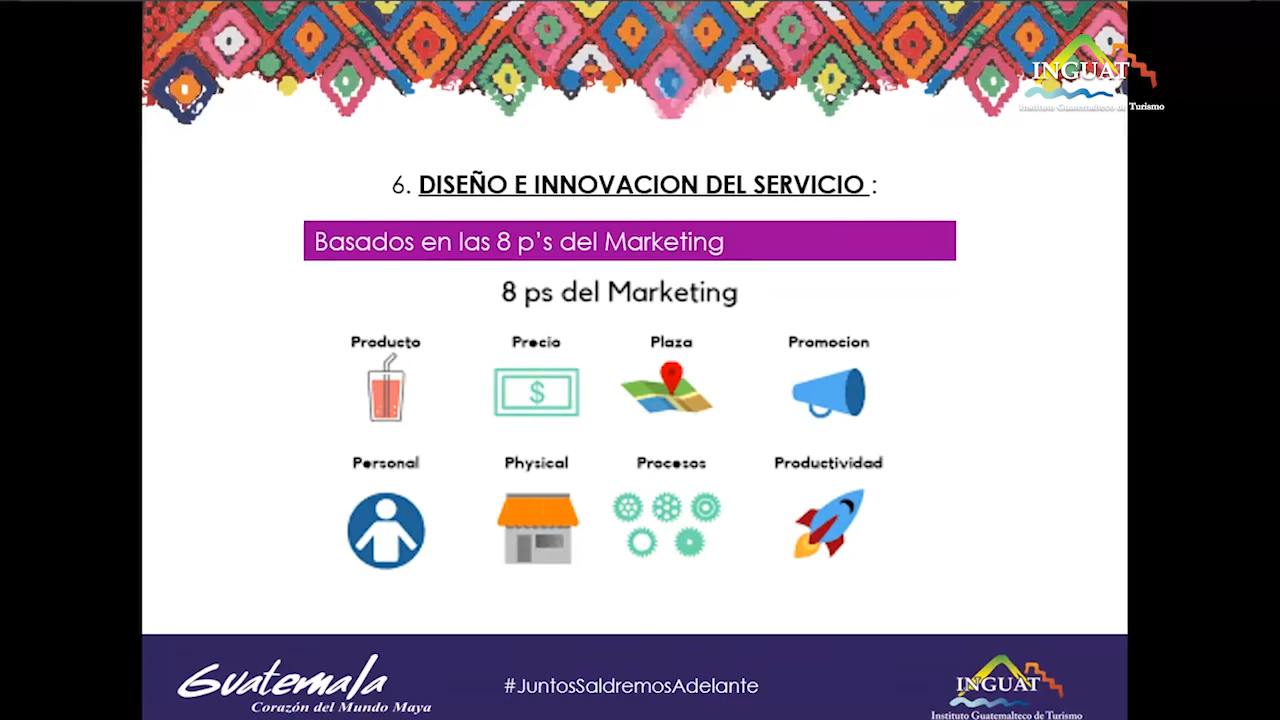 INGUAT
Instituto Guatemalteco de Turismo
6. DISEÑO E INNOVACION DEL SERVICIO :
Basados en las 8 p's del Marketing
8 ps del Marketing
Producto Precio Plaza Promocion
$
Personal Physical Procesos Productividad
Guatemala
Corazón del Mundo Maya
#JuntosSaldremosAdelante
INGUAT
Instituto Guatemalteco de Turismo